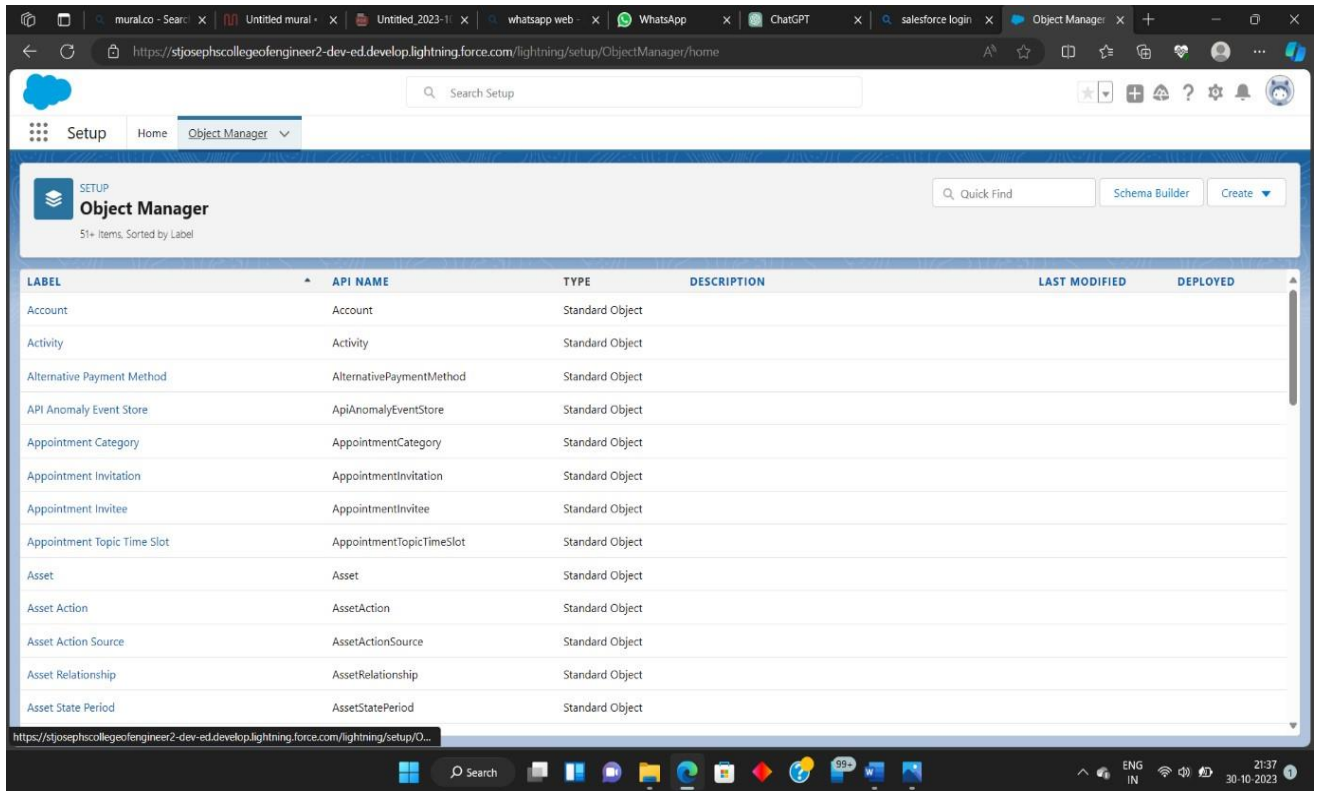 mural.co - Searc
Untitled mural •
Untitled_2023-1
whatsapp web -
WhatsApp
ChatGPT
salesforce login
Object Manager
https://stjosephscollegeofengineer2-dev-ed.develop.lightning.force.com/lightning/setup/ObjectManager/home
Search Setup
Setup Home Object Manager
SETUP
Object Manager
51+ Items, Sorted by Label
Quick Find
Schema Builder
Create
LABEL API NAME TYPE DESCRIPTION LAST MODIFIED DEPLOYED
Account Account Standard Object
Activity Activity Standard Object
Alternative Payment Method AlternativePaymentMethod Standard Object
API Anomaly Event Store ApiAnomalyEventStore Standard Object
Appointment Category AppointmentCategory Standard Object
Appointment Invitation AppointmentInvitation Standard Object
Appointment Invitee AppointmentInvitee Standard Object
Appointment Topic Time Slot AppointmentTopicTimeSlot Standard Object
Asset Asset Standard Object
Asset Action AssetAction Standard Object
Asset Action Source AssetActionSource Standard Object
Asset Relationship AssetRelationship Standard Object
Asset State Period AssetStatePeriod Standard Object
https://stjosephscollegeofengineer2-dev-ed.develop.lightning.force.com/lightning/setup/O...
Search
99+
ENG
IN
21:37
30-10-2023
1